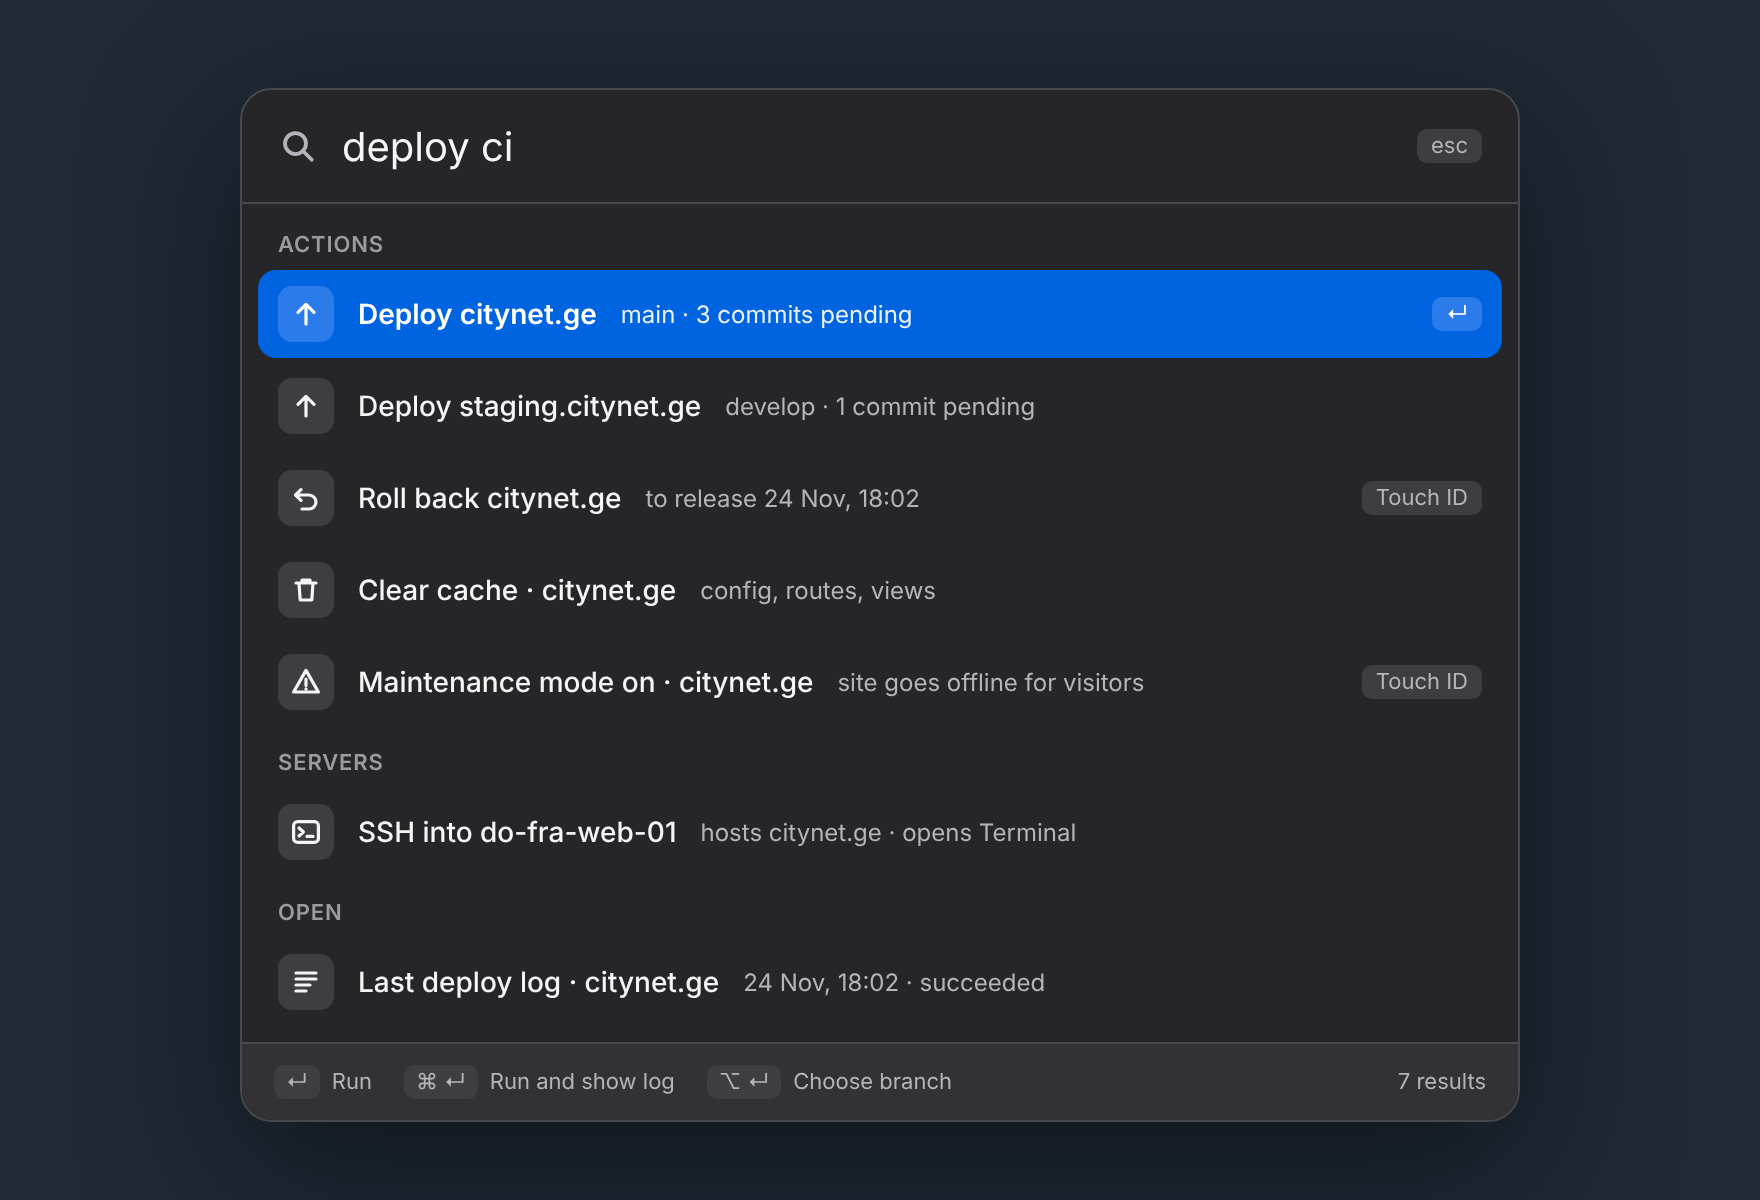 deploy ci esc
ACTIONS
Deploy citynet.ge main · 3 commits pending ↵
Deploy staging.citynet.ge develop · 1 commit pending
Roll back citynet.ge to release 24 Nov, 18:02 Touch ID
Clear cache · citynet.ge config, routes, views
Maintenance mode on · citynet.ge site goes offline for visitors Touch ID
SERVERS
SSH into do-fra-web-01 hosts citynet.ge · opens Terminal
OPEN
Last deploy log · citynet.ge 24 Nov, 18:02 · succeeded
↵ Run ⌘ ↵ Run and show log ⌥ ↵ Choose branch 7 results